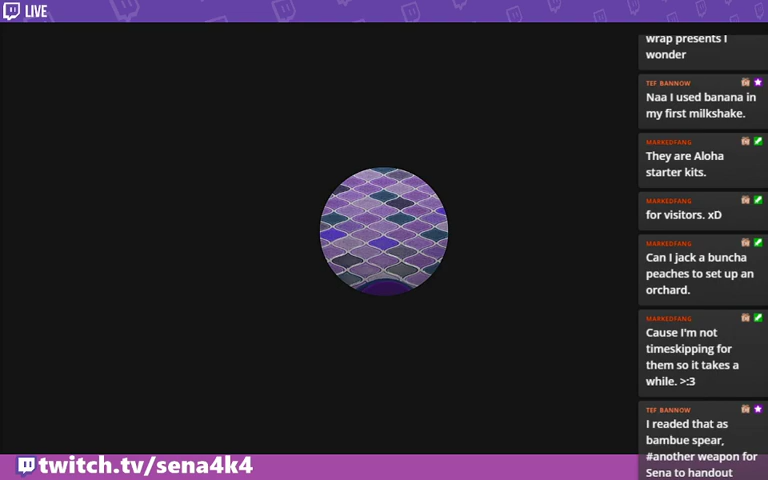 LIVE
wrap presents I
wonder
TEF BANNOW
Naa I used banana in
my first milkshake.
MARKEDFANG
They are Aloha
starter kits.
MARKEDFANG
for visitors. xD
MARKEDFANG
Can I jack a buncha
peaches to set up an
orchard.
MARKEDFANG
Cause I'm not
timeskipping for
them so it takes a
while. >:3
TEF BANNOW
I readed that as
bambue spear,
#another weapon for
Sena to handout
twitch.tv/sena4k4